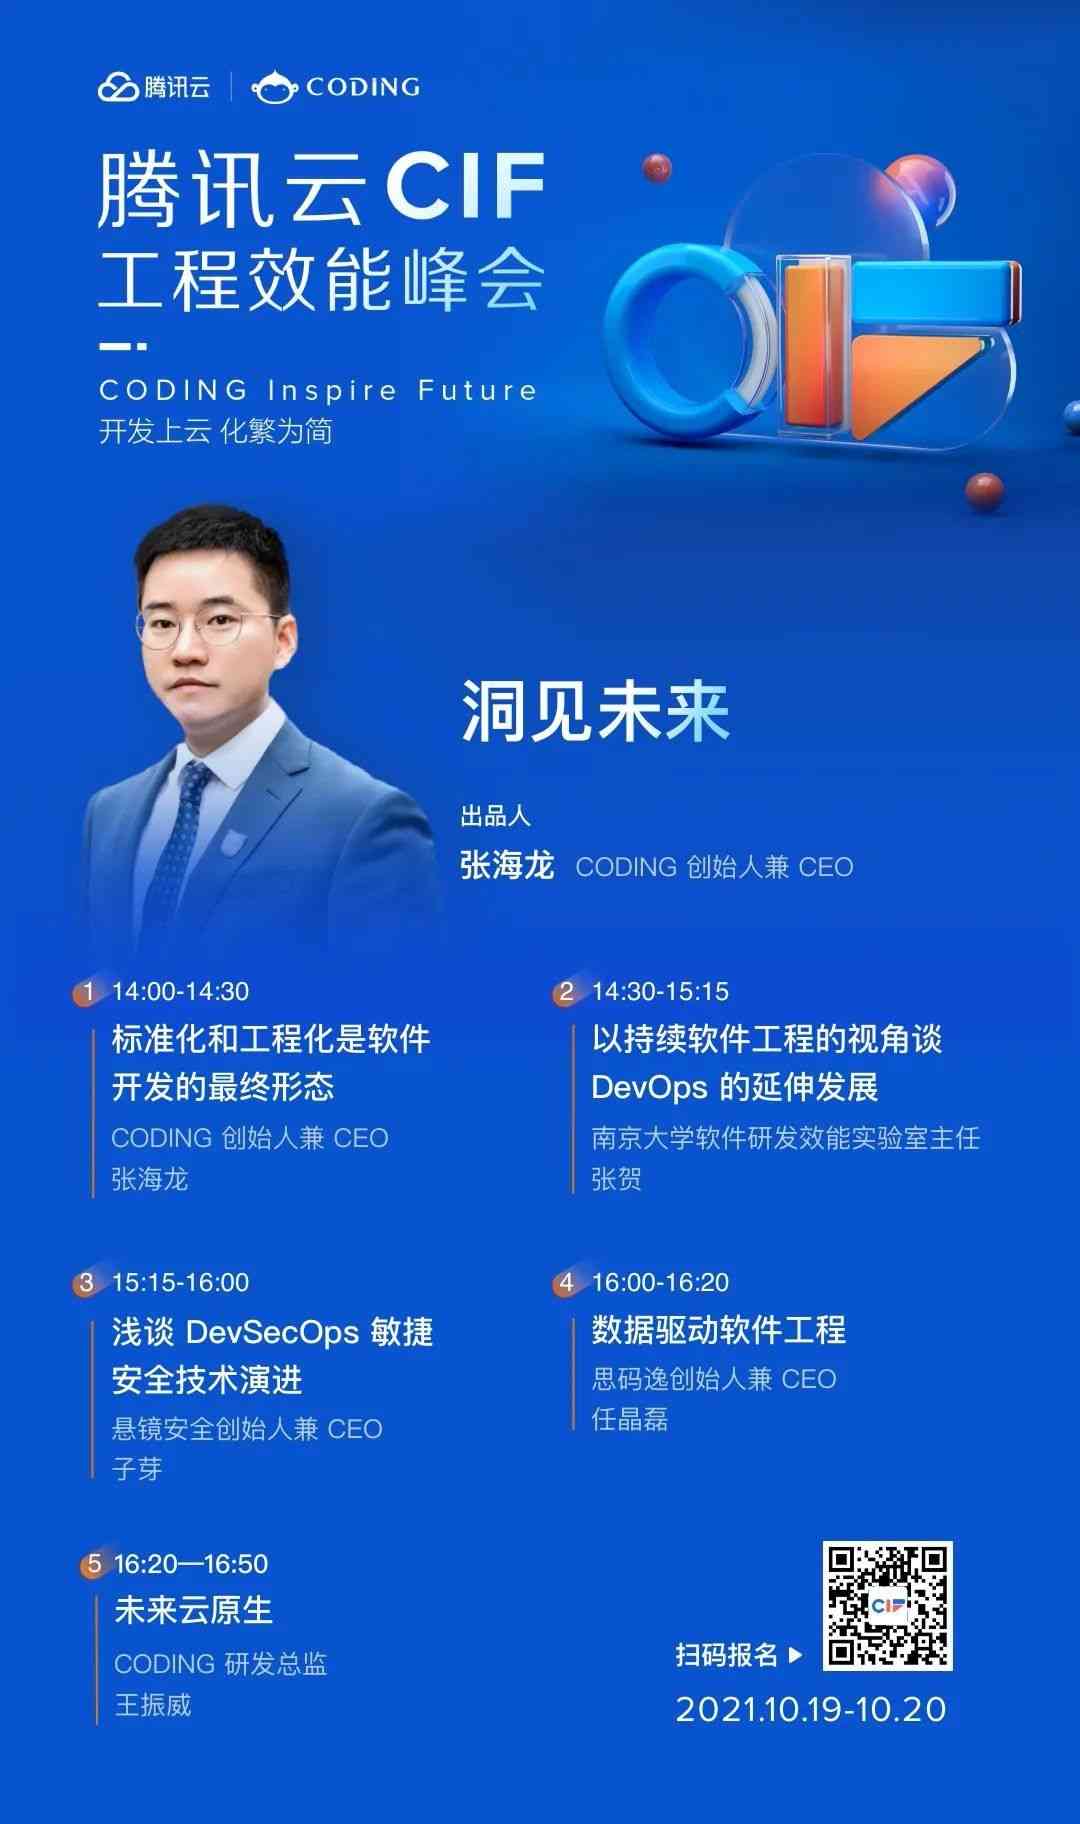 腾讯云 | CODING
腾讯云CIF
工程效能峰会
CODING Inspire Future
开发上云 化繁为简
洞见未来
出品人
张海龙 CODING 创始人兼 CEO
1 14:00-14:30
标准化和工程化是软件
开发的最终形态
CODING 创始人兼 CEO
张海龙
2 14:30-15:15
以持续软件工程的视角谈
DevOps 的延伸发展
南京大学软件研发效能实验室主任
张贺
3 15:15-16:00
浅谈 DevSecOps 敏捷
安全技术演进
悬镜安全创始人兼 CEO
子芽
4 16:00-16:20
数据驱动软件工程
思码逸创始人兼 CEO
任晶磊
5 16:20—16:50
未来云原生
CODING 研发总监
王振威
CIF
扫码报名
2021.10.19-10.20